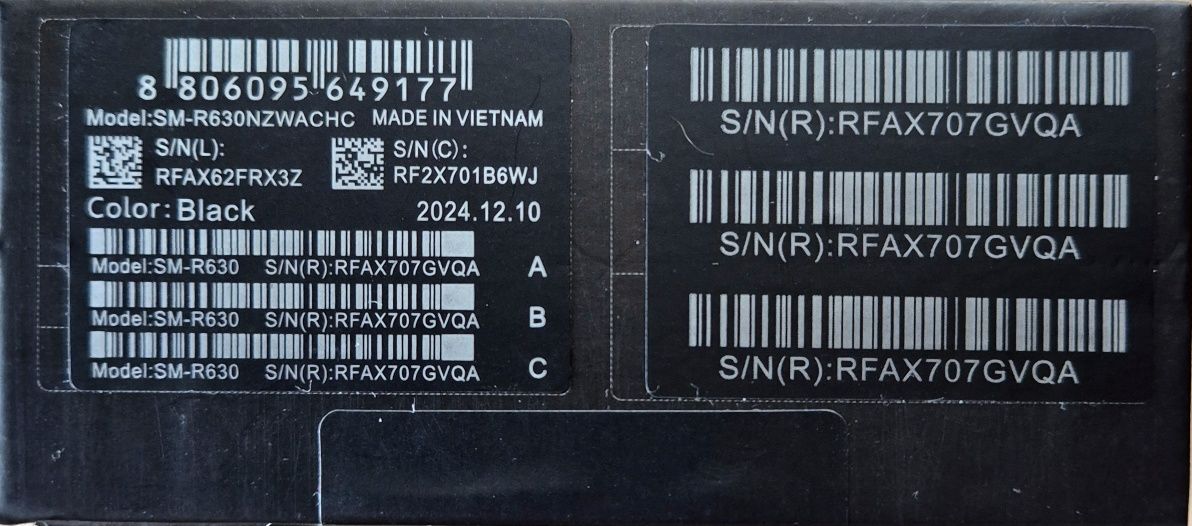 8 806095 649177
Model:SM-R630NZWACHC MADE IN VIETNAM
S/N(L):
RFAX62FRX3Z
S/N(C):
RF2X701B6WJ
Color: Black 2024.12.10
Model:SM-R630 S/N(R):RFAX707GVQA A
Model:SM-R630 S/N(R):RFAX707GVQA B
Model:SM-R630 S/N(R):RFAX707GVQA C
S/N(R):RFAX707GVQA
S/N(R):RFAX707GVQA
S/N(R):RFAX707GVQA